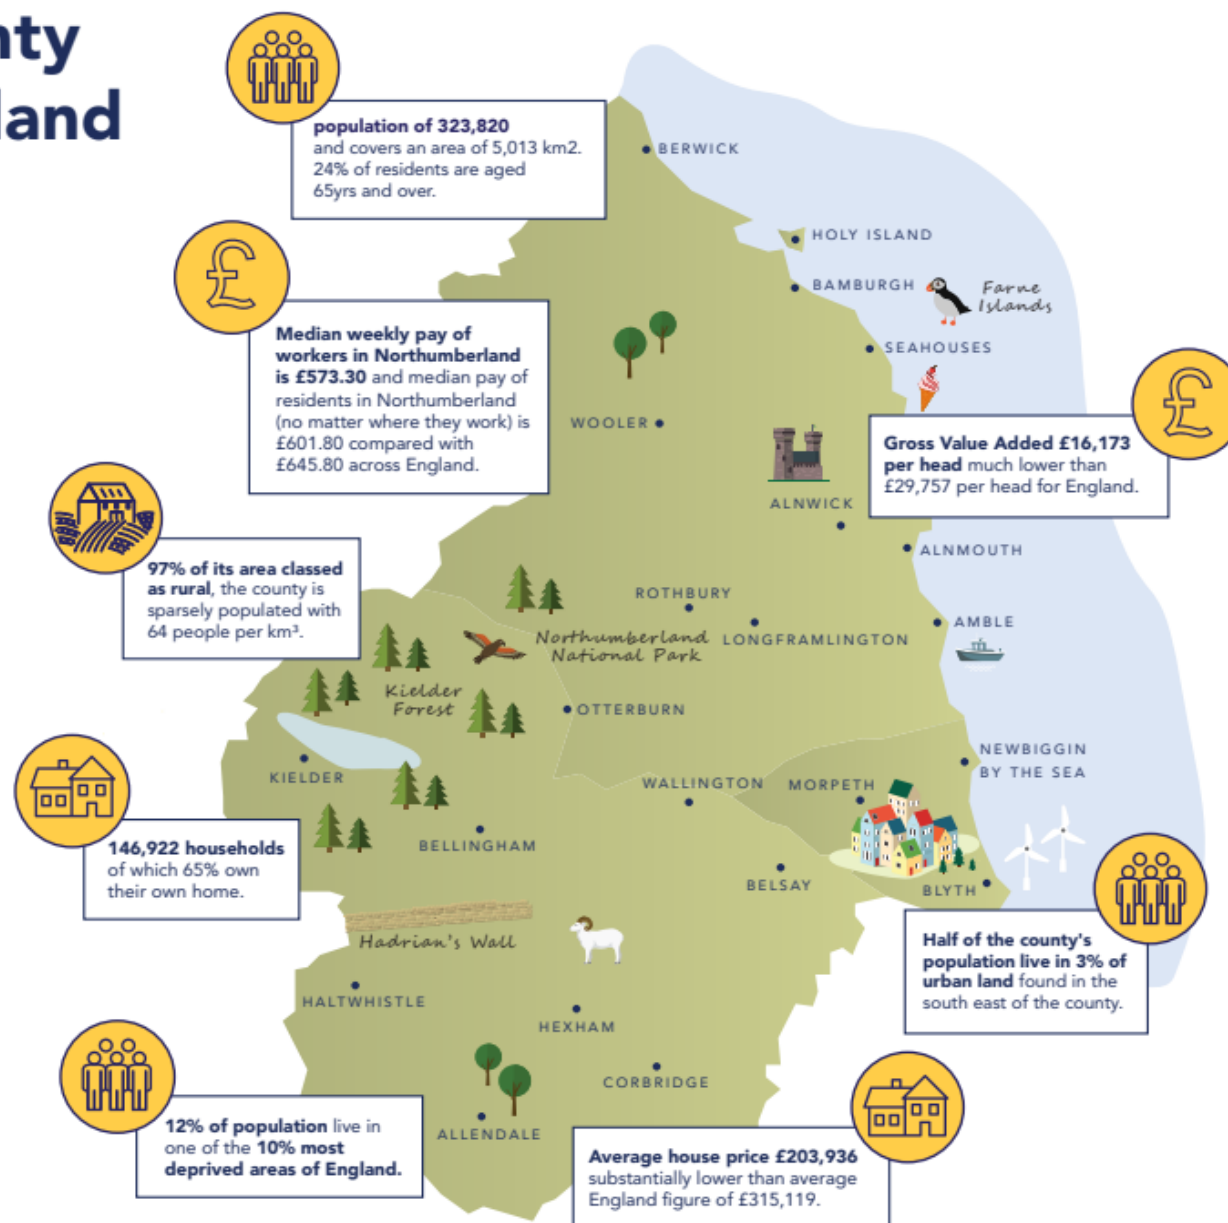 nty
land
population of 323,820
and covers an area of 5,013 km2.
24% of residents are aged
65yrs and over.
BERWICK
HOLY ISLAND
BAMBURGH
Farne
Islands
SEAHOUSES
Median weekly pay of
workers in Northumberland
is £573.30 and median pay of
residents in Northumberland
(no matter where they work) is
£601.80 compared with
£645.80 across England.
WOOLER
£
£
Gross Value Added £16,173
per head much lower than
£29,757 per head for England.
ALNWICK
ALNMOUTH
97% of its area classed
as rural, the county is
sparsely populated with
64 people per km³.
ROTHBURY
LONGFRAMLINGTON
AMBLE
Northumberland
National Park
Kielder
Forest
OTTERBURN
KIELDER
NEWBIGGIN
BY THE SEA
WALLINGTON
MORPETH
146,922 households
of which 65% own
their own home.
BELLINGHAM
BELSAY
BLYTH
Hadrian's Wall
Half of the county's
population live in 3% of
urban land found in the
south east of the county.
HALTWHISTLE
HEXHAM
CORBRIDGE
ALLENDALE
12% of population live in
one of the 10% most
deprived areas of England.
Average house price £203,936
substantially lower than average
England figure of £315,119.